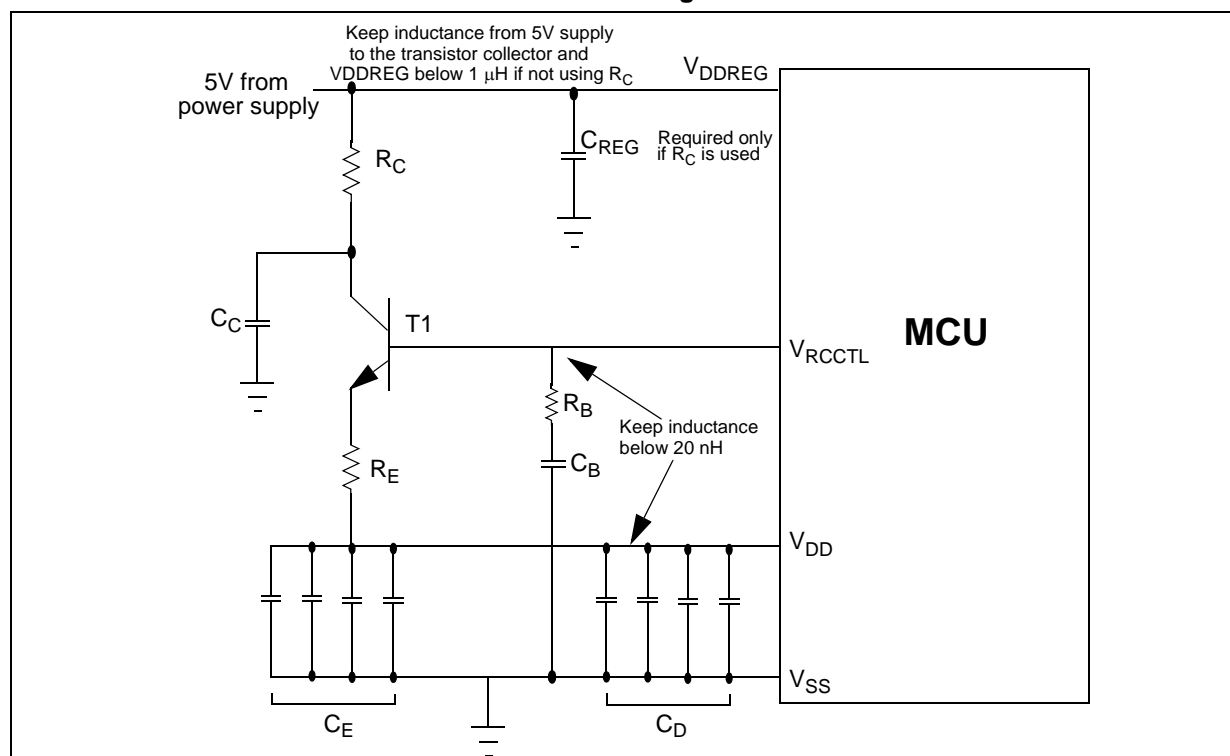 Keep inductance from 5V supply
to the transistor collector and
VDDREG below 1 μH if not using RC
VDDREG
5V from
power supply
CREG
Required only
if RC is used
RC
CC
T1
MCU
VRCCTL
RB
Keep inductance
below 20 nH
CB
RE
VDD
VSS
CE
CD